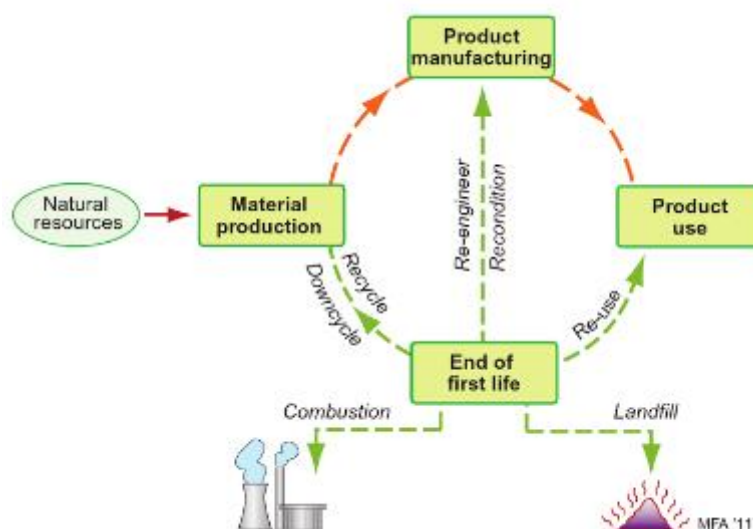 Product
manufacturing
Natural
resources
Material
production
Product
use
Re-engineer
Recondition
Recycle
Downcycle
Re-use
End of
first life
Combustion
Landfill
MFA '11